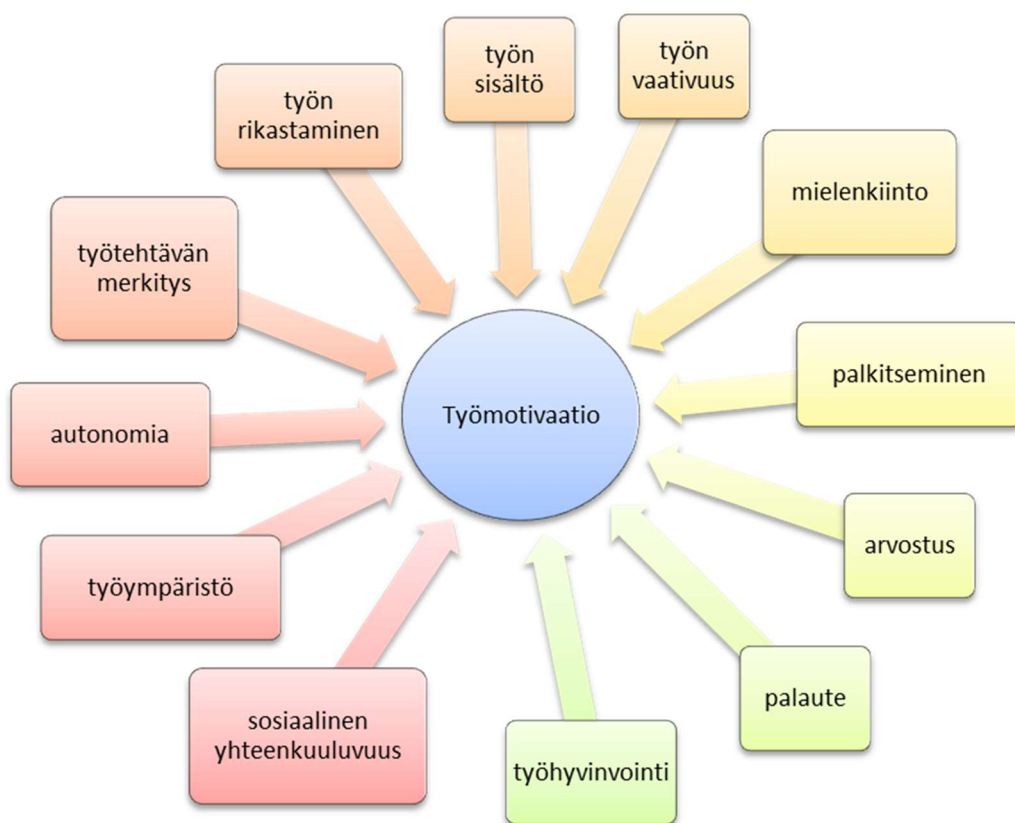 työn
sisältö
työn
vaativuus
mielenkiinto
palkitseminen
arvostus
palaute
työhyvinvointi
sosiaalinen
yhteenkuuluvuus
työympäristö
autonomia
työtehtävän
merkitys
työn
rikastaminen
Työmotivaatio